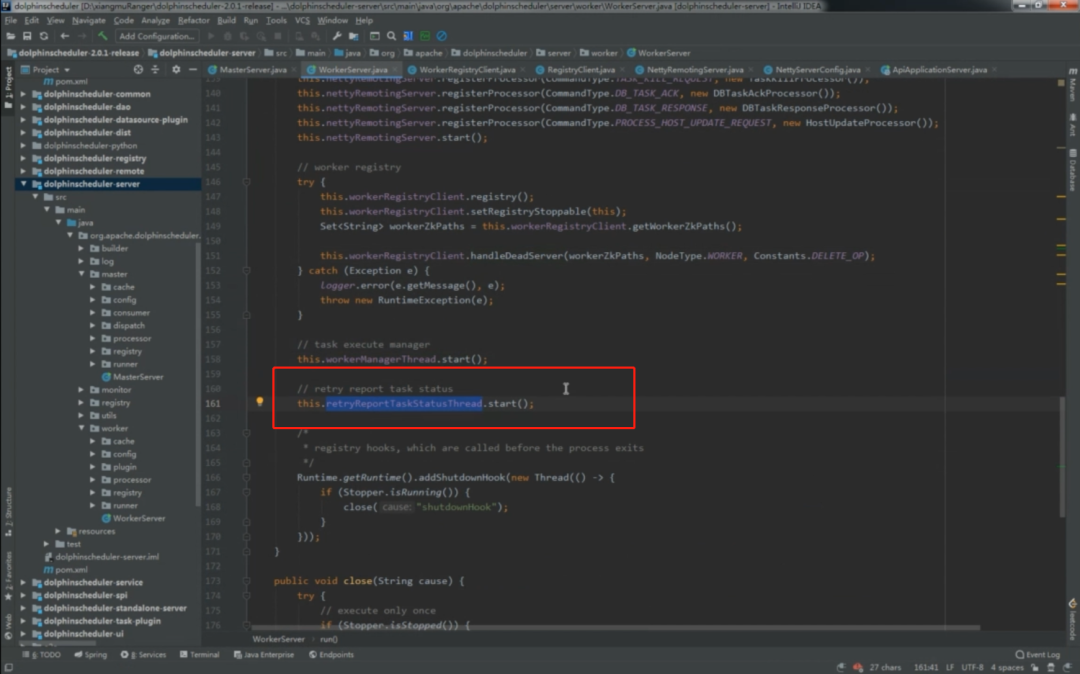 dolphinscheduler [D:\xiangmuRanger\dolphinscheduler-2.0.1-release] - ...\dolphinscheduler-server\src\main\java\org\apache\dolphinscheduler\server\worker\WorkerServer.java [dolphinscheduler-server] - IntelliJ IDEA
File Edit View Navigate Code Analyze Refactor Build Run Tools VCS Window Help
Add Configuration...
dolphinscheduler-2.0.1-release dolphinscheduler-server src main java org apache dolphinscheduler server worker WorkerServer
Project
MasterServer.java WorkerServer.java WorkerRegistryClient.java RegistryClient.java NettyRemotingServer.java NettyServerConfig.java ApiApplicationServer.java
pom.xml
dolphinscheduler-common
dolphinscheduler-dao
dolphinscheduler-datasource-plugin
dolphinscheduler-dist
dolphinscheduler-python
dolphinscheduler-registry
dolphinscheduler-remote
dolphinscheduler-server
src
main
java
org.apache.dolphinscheduler.
builder
log
master
cache
config
consumer
dispatch
processor
registry
runner
MasterServer
monitor
registry
utils
worker
cache
config
plugin
processor
registry
runner
WorkerServer
resources
test
dolphinscheduler-server.iml
pom.xml
dolphinscheduler-service
dolphinscheduler-spi
dolphinscheduler-standalone-server
dolphinscheduler-task-plugin
dolphinscheduler-ui
139 this.nettyRemotingServer.registerProcessor(CommandType.TASK_KILL_REQUEST, new TaskKillProcessor());
140 this.nettyRemotingServer.registerProcessor(CommandType.DB_TASK_ACK, new DBTaskAckProcessor());
141 this.nettyRemotingServer.registerProcessor(CommandType.DB_TASK_RESPONSE, new DBTaskResponseProcessor());
142 this.nettyRemotingServer.registerProcessor(CommandType.PROCESS_HOST_UPDATE_REQUEST, new HostUpdateProcessor());
143 this.nettyRemotingServer.start();
144
145 // worker registry
146 try {
147 this.workerRegistryClient.registry();
148 this.workerRegistryClient.setRegistryStoppable(this);
149 Set<String> workerZkPaths = this.workerRegistryClient.getWorkerZkPaths();
150
151 this.workerRegistryClient.handleDeadServer(workerZkPaths, NodeType.WORKER, Constants.DELETE_OP);
152 } catch (Exception e) {
153 logger.error(e.getMessage(), e);
154 throw new RuntimeException(e);
155 }
156
157 // task execute manager
158 this.workerManagerThread.start();
159
160 // retry report task status
161 this.retryReportTaskStatusThread.start();
162
163 /*
164 * registry hooks, which are called before the process exits
165 */
166 Runtime.getRuntime().addShutdownHook(new Thread(() -> {
167 if (Stopper.isRunning()) {
168 close( cause: "shutdownHook");
169 }
170 }));
171 }
172
173 public void close(String cause) {
174 try {
175 // execute only once
176 if (Stopper.isStopped()) {
WorkerServer run()
1: Project
2: Structure
2: Favorites
Web
Maven
Ant
Database
leetcode
6: TODO Spring 8: Services Terminal Java Enterprise Endpoints Event Log
27 chars 161:41 LF UTF-8 4 spaces